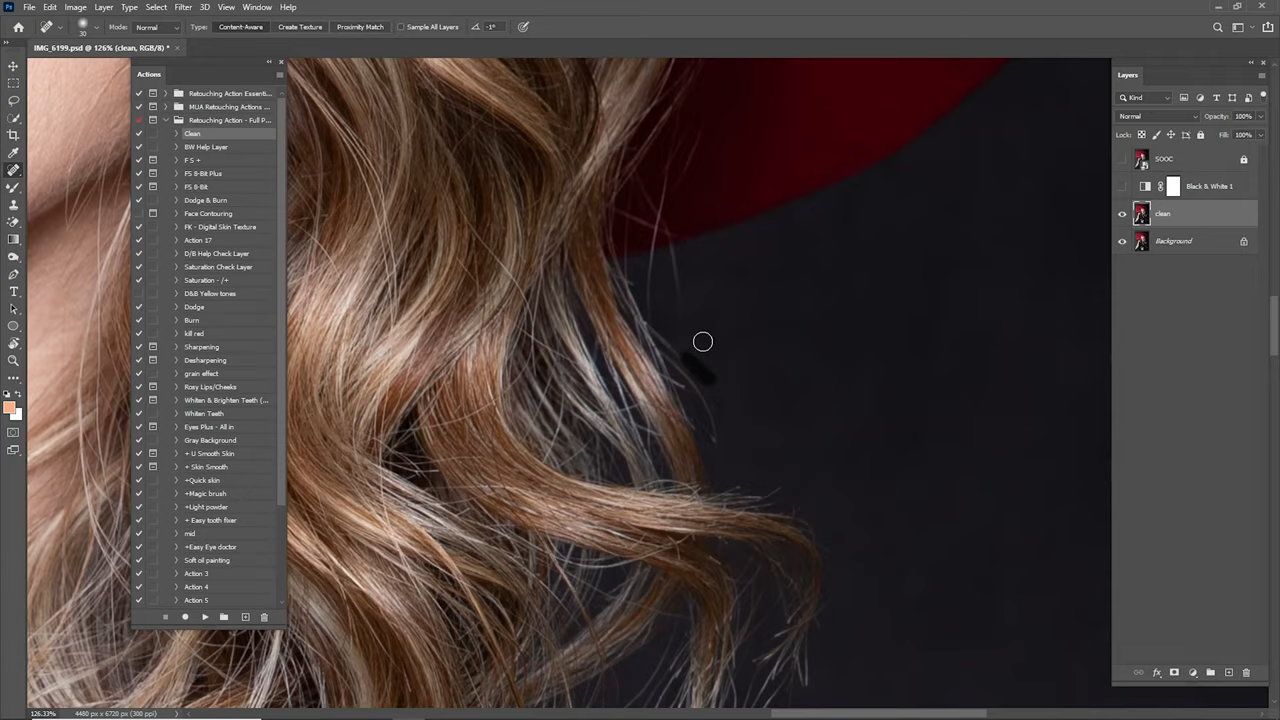 Ps File Edit Image Layer Type Select Filter 3D View Window Help
30 Mode: Normal Type: Content-Aware Create Texture Proximity Match Sample All Layers -1°
IMG_6199.psd @ 126% (clean, RGB/8) * ×
Actions
Retouching Action Essenti...
MUA Retouching Actions ...
Retouching Action - Full P...
Clean
BW Help Layer
F S +
FS 8-Bit Plus
FS 8-Bit
Dodge & Burn
Face Contouring
FK - Digital Skin Texture
Action 17
D/B Help Check Layer
Saturation Check Layer
Saturation - /+
D&B Yellow tones
Dodge
Burn
kill red
Sharpening
Desharpening
grain effect
Rosy Lips/Cheeks
Whiten & Brighten Teeth (...
Whiten Teeth
Eyes Plus - All in
Gray Background
+ U Smooth Skin
+ Skin Smooth
+Quick skin
+Magic brush
+Light powder
+ Easy tooth fixer
mid
+Easy Eye doctor
Soft oil painting
Action 3
Action 4
Action 5
Layers
Kind
Normal Opacity: 100%
Lock: Fill: 100%
SOOC
Black & White 1
clean
Background
fx
126.33% 4480 px x 6720 px (300 ppi)